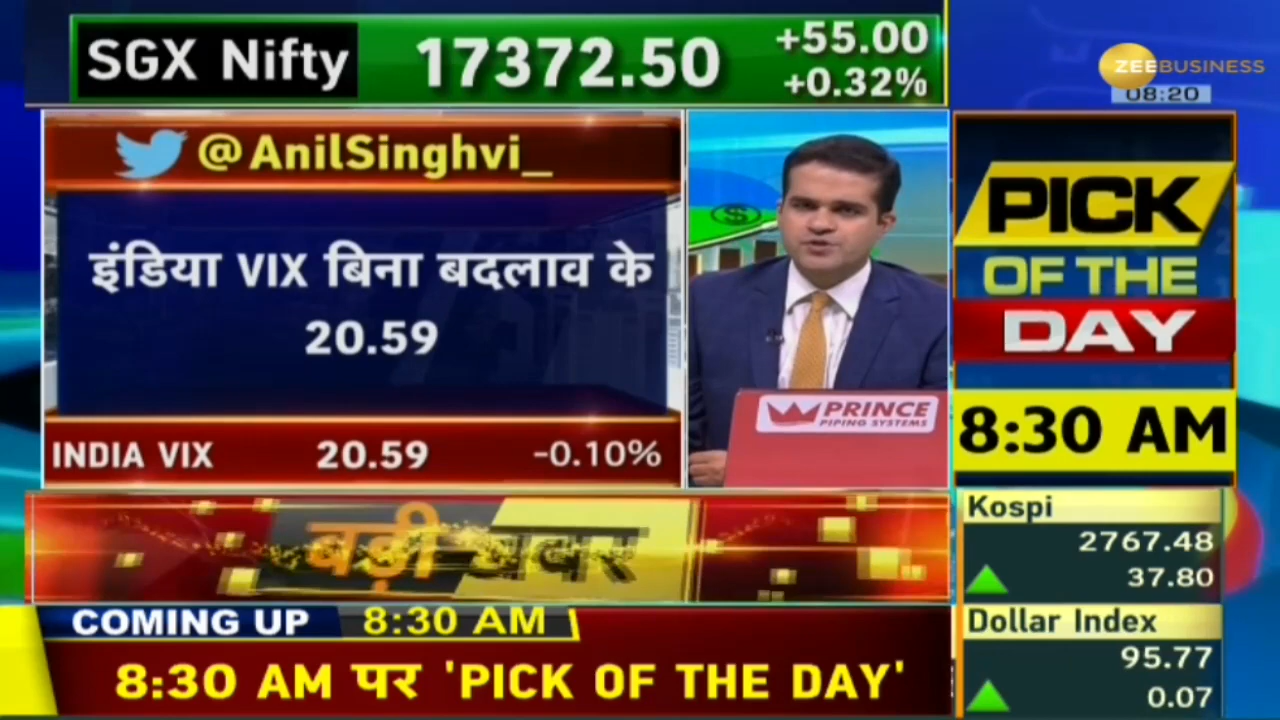 SGX Nifty 17372.50 +55.00
+0.32%
ZEEBUSINESS
08:20
@AnilSinghvi_
इंडिया VIX बिना बदलाव के
20.59
INDIA VIX 20.59 -0.10%
PRINCE
PIPING SYSTEMS
PICK
OF THE
DAY
8:30 AM
बड़ी खबर
Kospi
2767.48
37.80
Dollar Index
95.77
0.07
COMING UP 8:30 AM
8:30 AM पर 'PICK OF THE DAY'